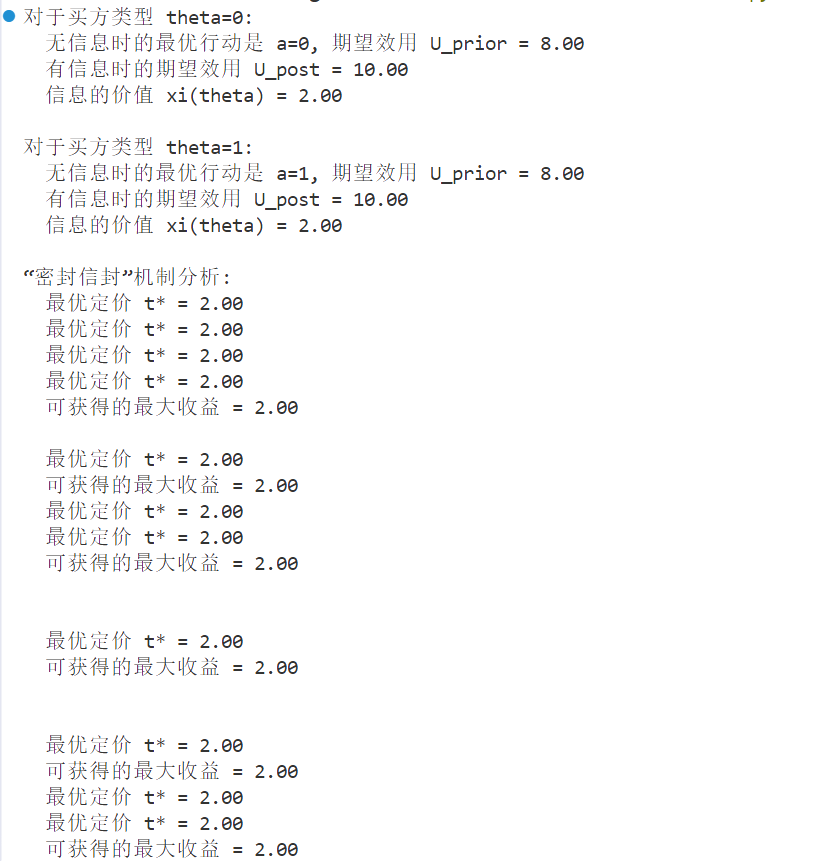 对于买方类型 theta=0:
无信息时的最优行动是 a=0, 期望效用 U_prior = 8.00
有信息时的期望效用 U_post = 10.00
信息的价值 xi(theta) = 2.00
对于买方类型 theta=1:
无信息时的最优行动是 a=1, 期望效用 U_prior = 8.00
有信息时的期望效用 U_post = 10.00
信息的价值 xi(theta) = 2.00
“密封信封”机制分析:
最优定价 t* = 2.00
最优定价 t* = 2.00
最优定价 t* = 2.00
最优定价 t* = 2.00
可获得的最大收益 = 2.00
最优定价 t* = 2.00
可获得的最大收益 = 2.00
最优定价 t* = 2.00
最优定价 t* = 2.00
可获得的最大收益 = 2.00
最优定价 t* = 2.00
可获得的最大收益 = 2.00
最优定价 t* = 2.00
可获得的最大收益 = 2.00
最优定价 t* = 2.00
最优定价 t* = 2.00
可获得的最大收益 = 2.00